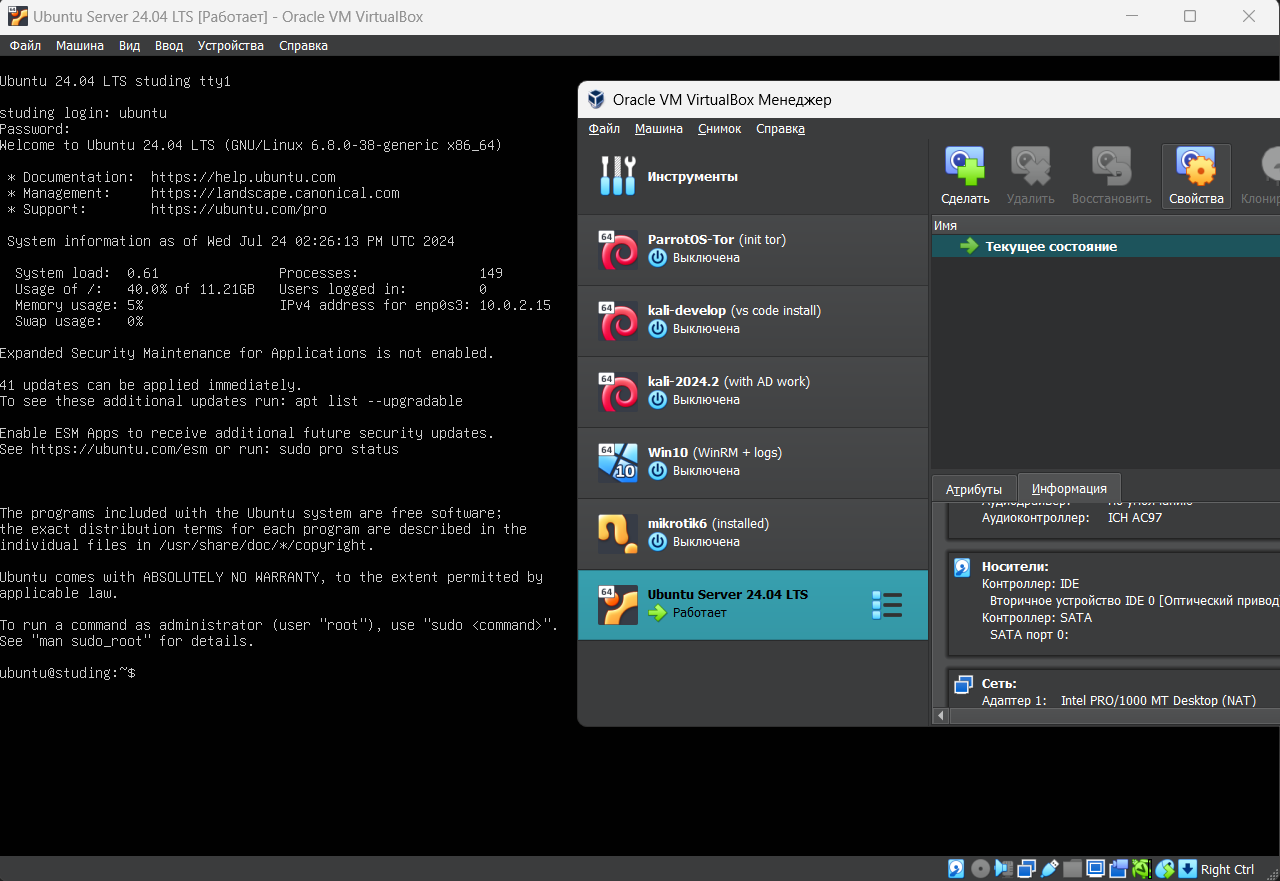 Ubuntu Server 24.04 LTS [Работает] - Oracle VM VirtualBox
Файл Машина Вид Ввод Устройства Справка
Ubuntu 24.04 LTS studing tty1
studing login: ubuntu
Password:
Welcome to Ubuntu 24.04 LTS (GNU/Linux 6.8.0-38-generic x86_64)
* Documentation: https://help.ubuntu.com
* Management: https://landscape.canonical.com
* Support: https://ubuntu.com/pro
System information as of Wed Jul 24 02:26:13 PM UTC 2024
System load: 0.61 Processes: 149
Usage of /: 40.0% of 11.21GB Users logged in: 0
Memory usage: 5% IPv4 address for enp0s3: 10.0.2.15
Swap usage: 0%
Expanded Security Maintenance for Applications is not enabled.
41 updates can be applied immediately.
To see these additional updates run: apt list --upgradable
Enable ESM Apps to receive additional future security updates.
See https://ubuntu.com/esm or run: sudo pro status
The programs included with the Ubuntu system are free software;
the exact distribution terms for each program are described in the
individual files in /usr/share/doc/*/copyright.
Ubuntu comes with ABSOLUTELY NO WARRANTY, to the extent permitted by
applicable law.
To run a command as administrator (user "root"), use "sudo <command>".
See "man sudo_root" for details.
ubuntu@studing:~$
Oracle VM VirtualBox Менеджер
Файл Машина Снимок Справка
Инструменты
64
ParrotOS-Tor (init tor)
Выключена
64
kali-develop (vs code install)
Выключена
64
kali-2024.2 (with AD work)
Выключена
64
10
Win10 (WinRM + logs)
Выключена
mikrotik6 (installed)
Выключена
64
Ubuntu Server 24.04 LTS
Работает
Сделать Удалить Восстановить Свойства Клонир
Имя
Текущее состояние
Атрибуты Информация
Аудиодрайвер: По умолчанию
Аудиоконтроллер: ICH AC97
Носители:
Контроллер: IDE
Вторичное устройство IDE 0 [Оптический привод
Контроллер: SATA
SATA порт 0:
Сеть:
Адаптер 1: Intel PRO/1000 MT Desktop (NAT)
Right Ctrl